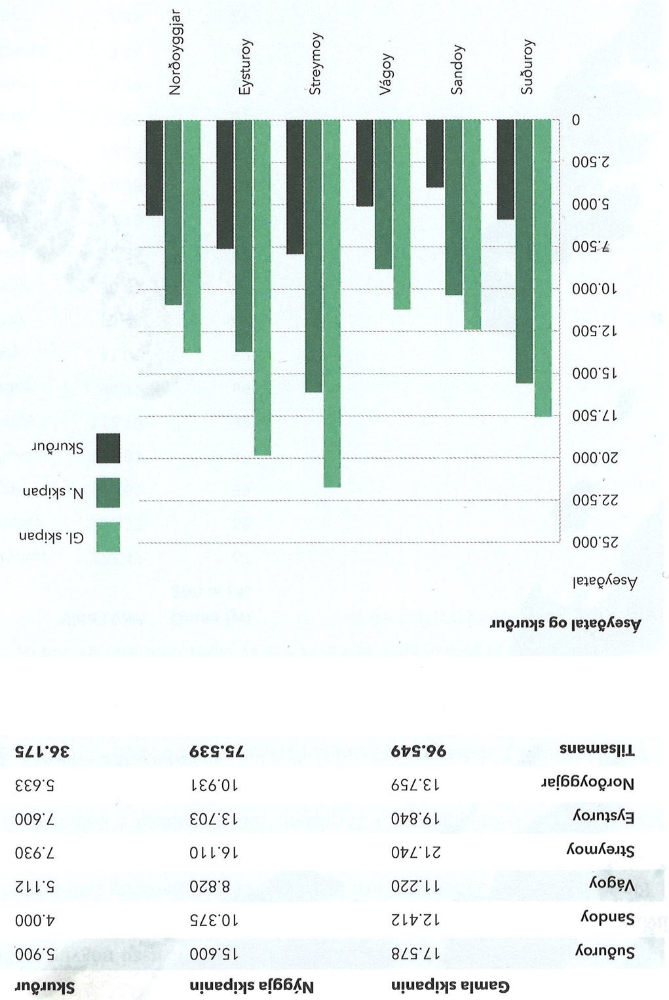 Gamla skipanin Nýggja skipanin Skurður
Suðuroy 17.578 15.600 5.900
Sandoy 12.412 10.375 4.000
Vágoy 11.220 8.820 5.112
Streymoy 21.740 16.110 7.930
Eysturoy 19.840 13.703 7.600
Norðoyggjar 13.759 10.931 5.633
Tilsamans 96.549 75.539 36.175
Áseyðatal og skurður
Áseyðatal
25.000
22.500
20.000
17.500
15.000
12.500
10.000
7.500
5.000
2.500
0
Gl. skipan
N. skipan
Skurður
Suðuroy
Sandoy
Vágoy
Streymoy
Eysturoy
Norðoyggjar